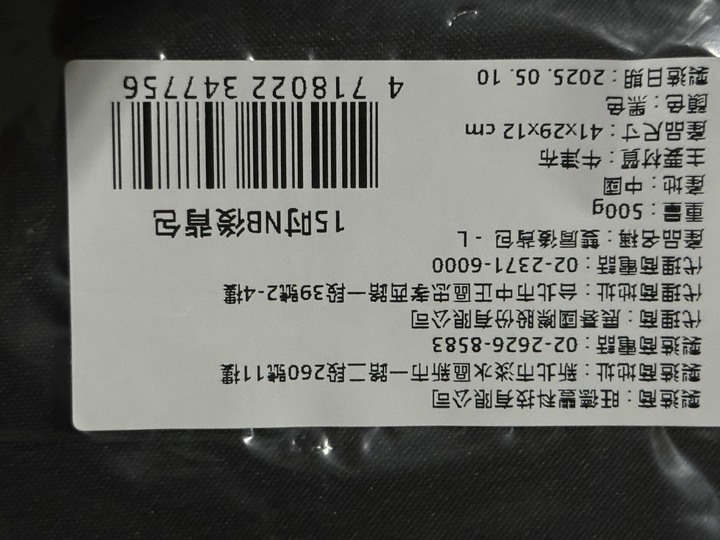 製造商：旺德豐科技有限公司
製造商地址：新北市淡水區新市一路二段260號11樓
製造商電話：02-2626-8583
代理商：展碁國際股份有限公司
代理商地址：台北市中正區忠孝西路一段39號2-4樓
代理商電話：02-2371-6000
產品名稱：雙肩後背包 - L
重量：500g
產地：中國
主要材質：牛津布
產品尺寸：41x29x12 cm
顏色：黑色
製造日期：2025. 05. 10
15吋NB後背包
4 718022 347756